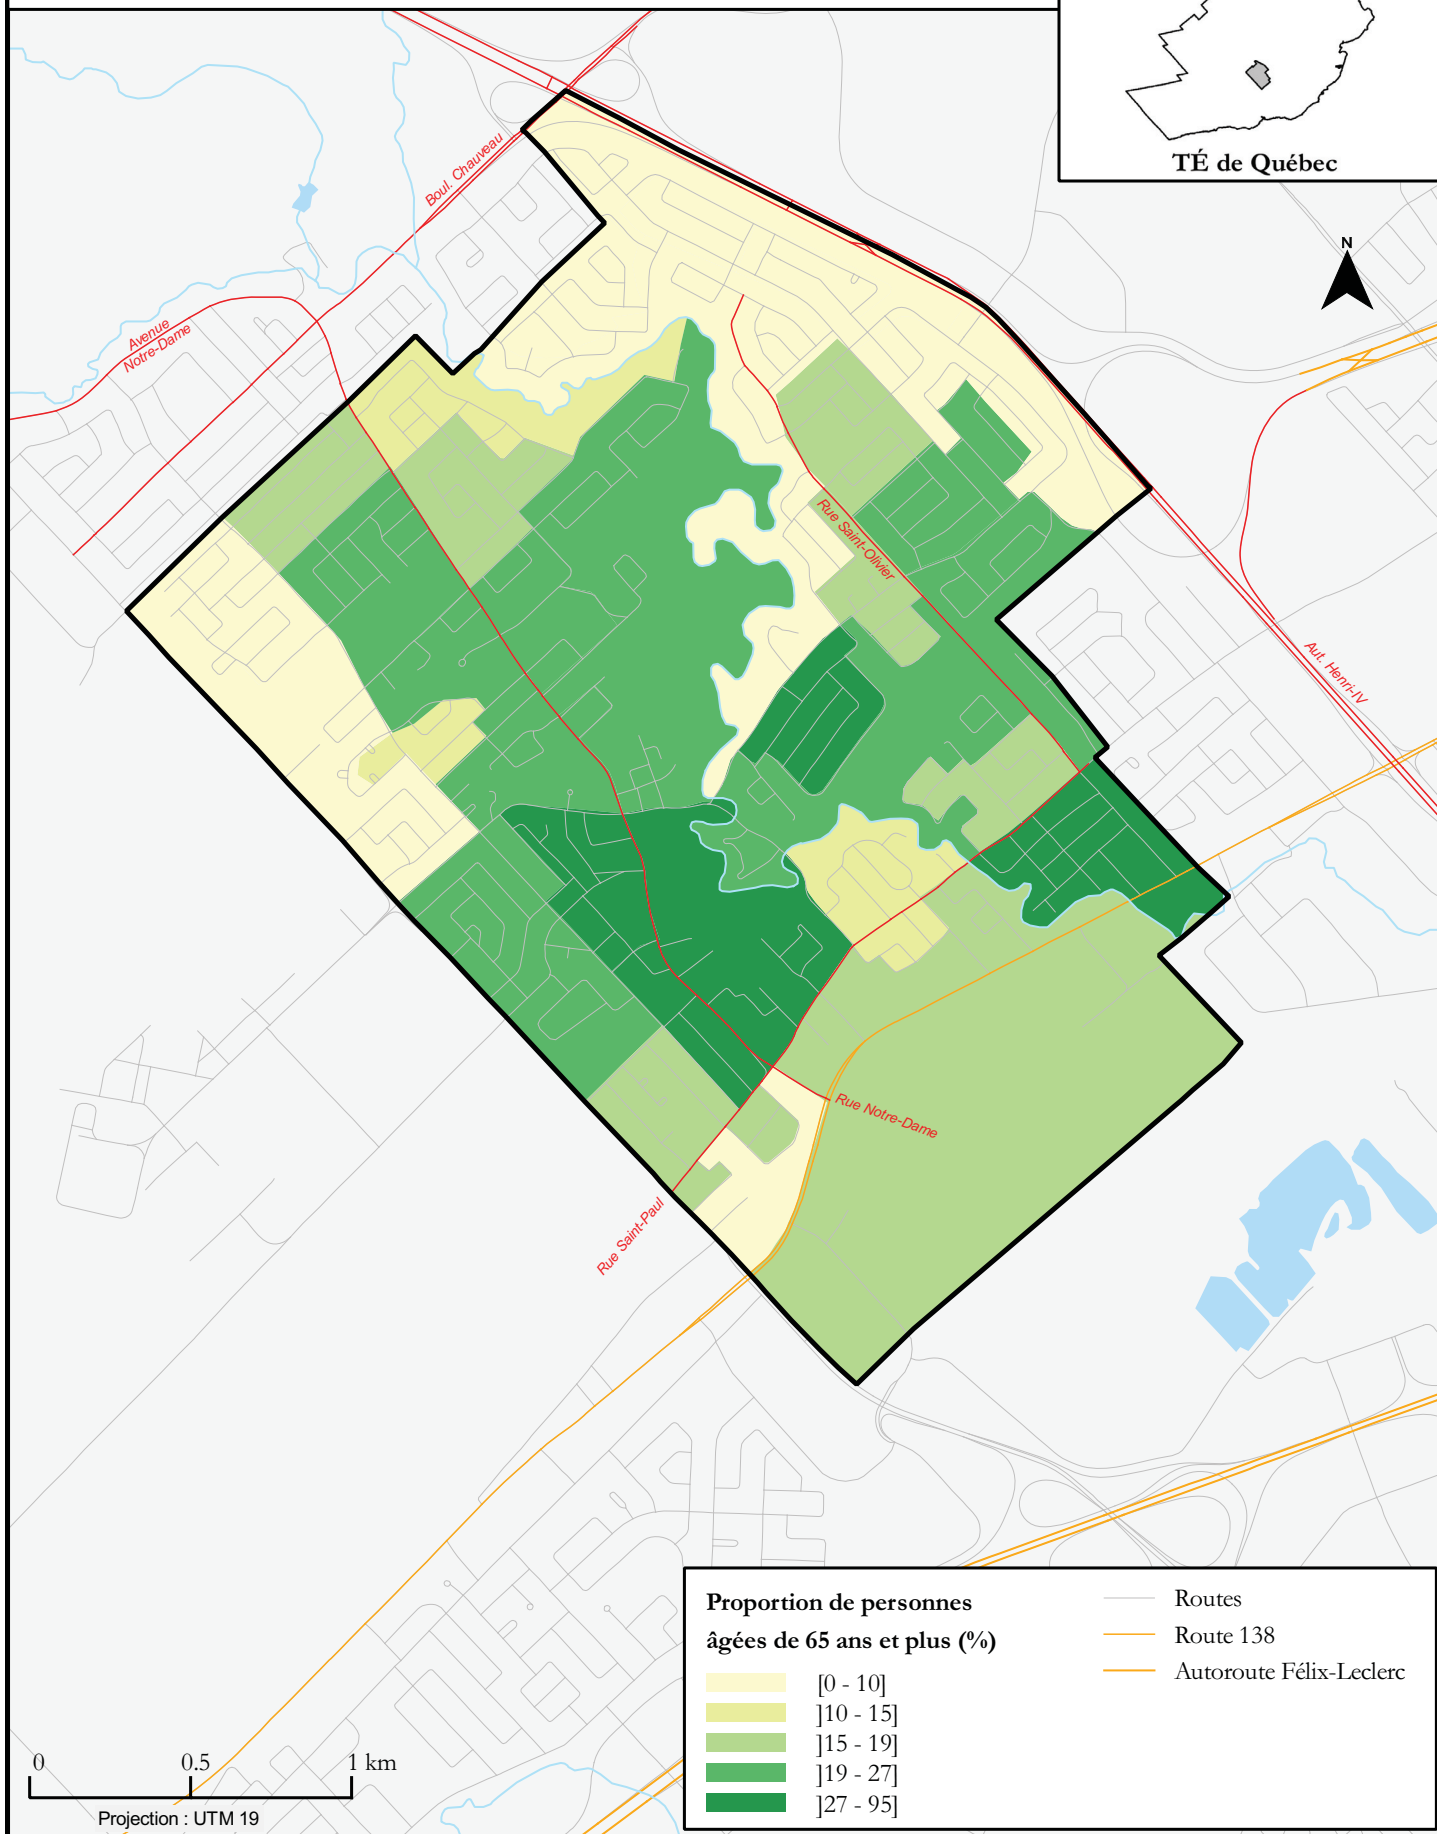 TÉ de Québec
N
Boul. Chauveau
Avenue
Notre-Dame
Rue Saint-Olivier
Aut. Henri-IV
Rue Notre-Dame
Rue Saint-Paul
Proportion de personnes
âgées de 65 ans et plus (%)
[0 - 10]
]10 - 15]
]15 - 19]
]19 - 27]
]27 - 95]
Routes
Route 138
Autoroute Félix-Leclerc
0 0.5 1 km
Projection : UTM 19